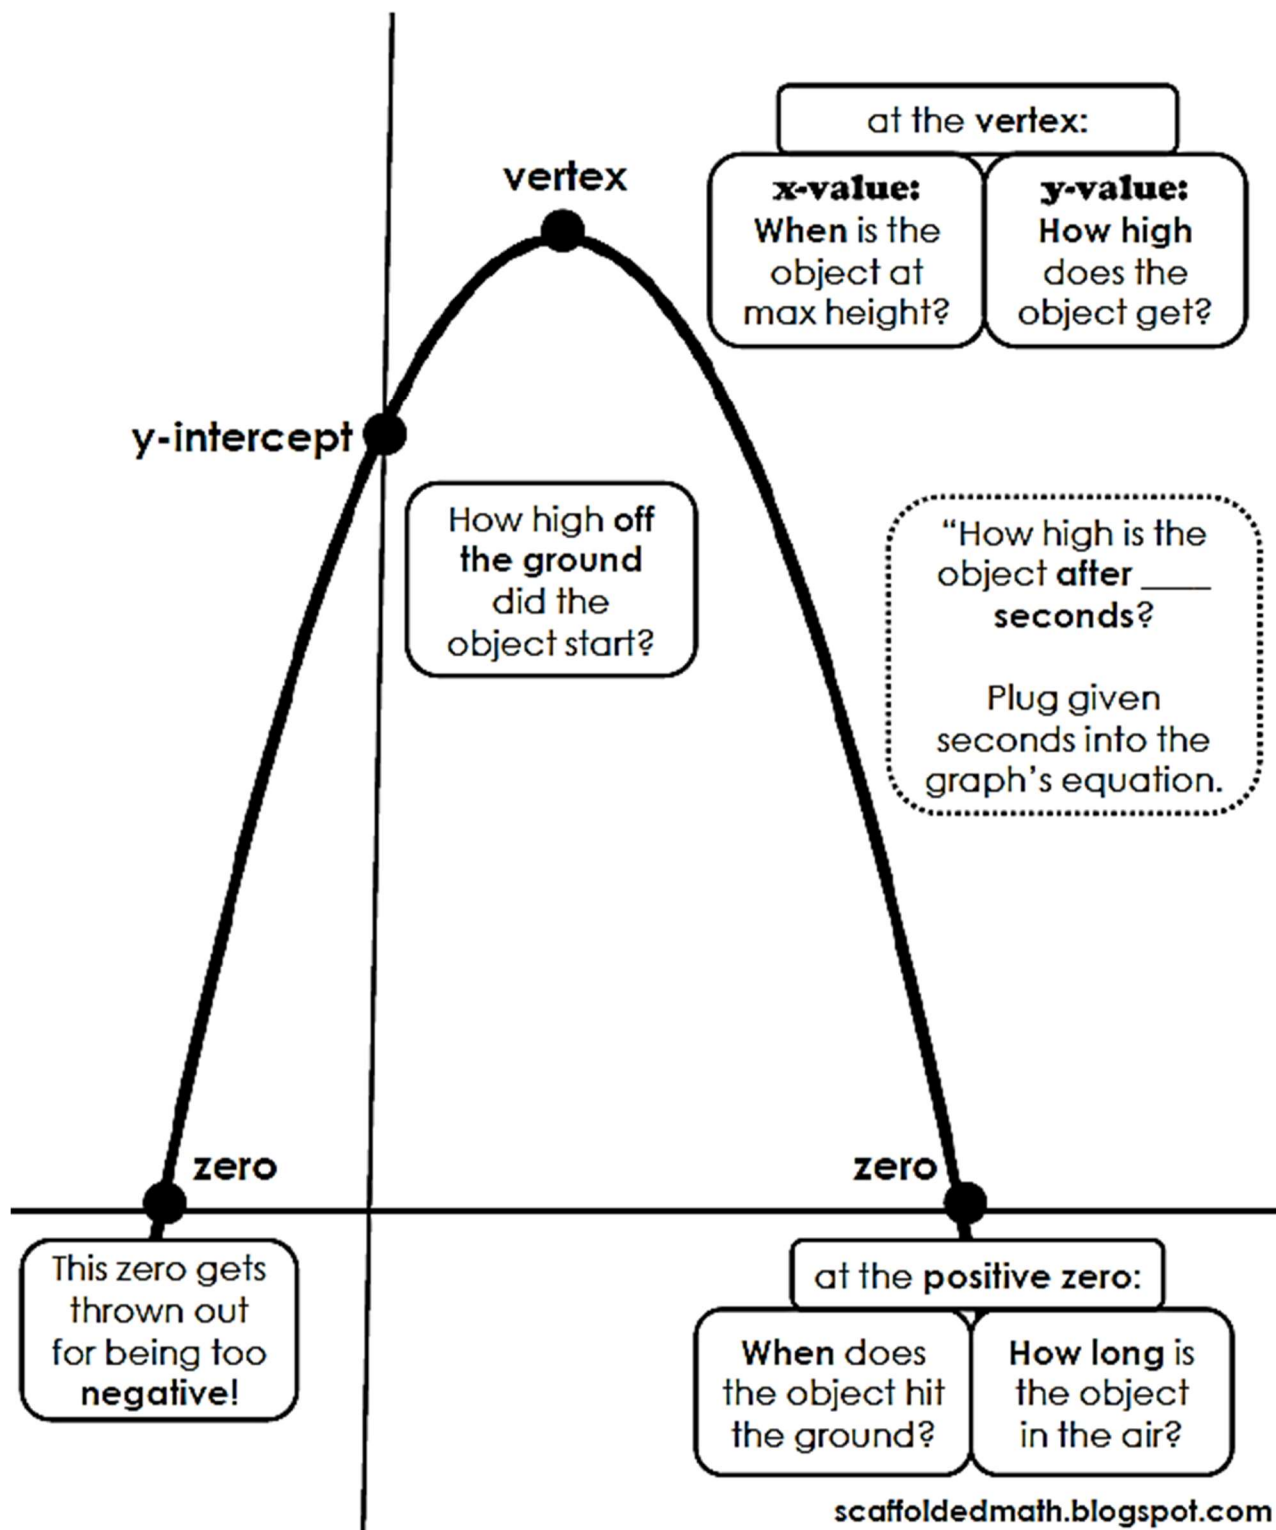 at the vertex:
vertex
x-value:
When is the
object at
max height?
y-value:
How high
does the
object get?
y-intercept
How high off
the ground
did the
object start?
“How high is the
object after ____
seconds?
Plug given
seconds into the
graph’s equation.
zero
zero
This zero gets
thrown out
for being too
negative!
at the positive zero:
When does
the object hit
the ground?
How long is
the object
in the air?
scaffoldedmath.blogspot.com